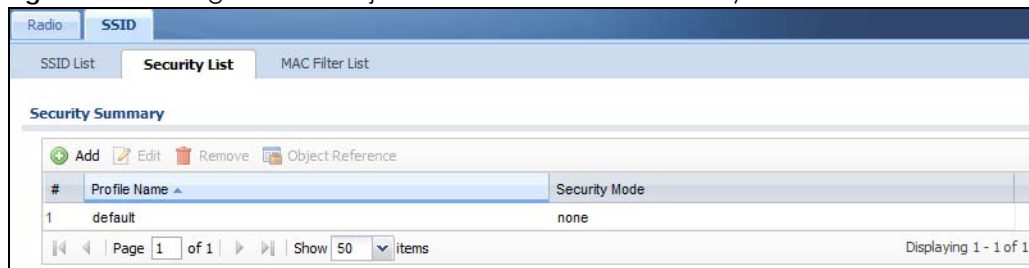 Radio SSID
SSID List Security List MAC Filter List
Security Summary
Add Edit Remove Object Reference
# Profile Name Security Mode
1 default none
Page 1 of 1 Show 50 items Displaying 1 - 1 of 1